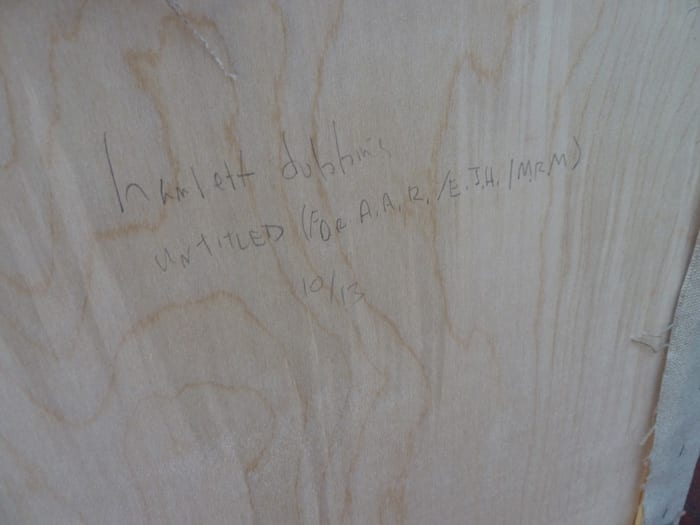 hamlett dobbins
UNTITLED (FOR A.A.R./E.J.H./M.R.M)
10/13